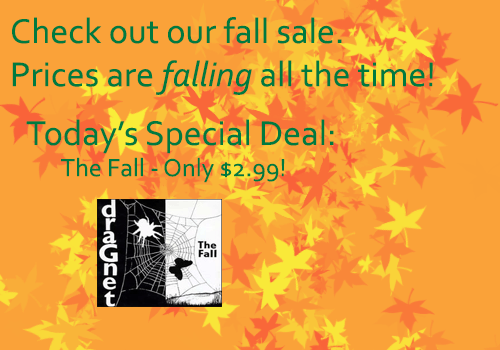 Check out our fall sale.
Prices are falling all the time!
Today's Special Deal:
The Fall - Only $2.99!
draGnet
The
Fall